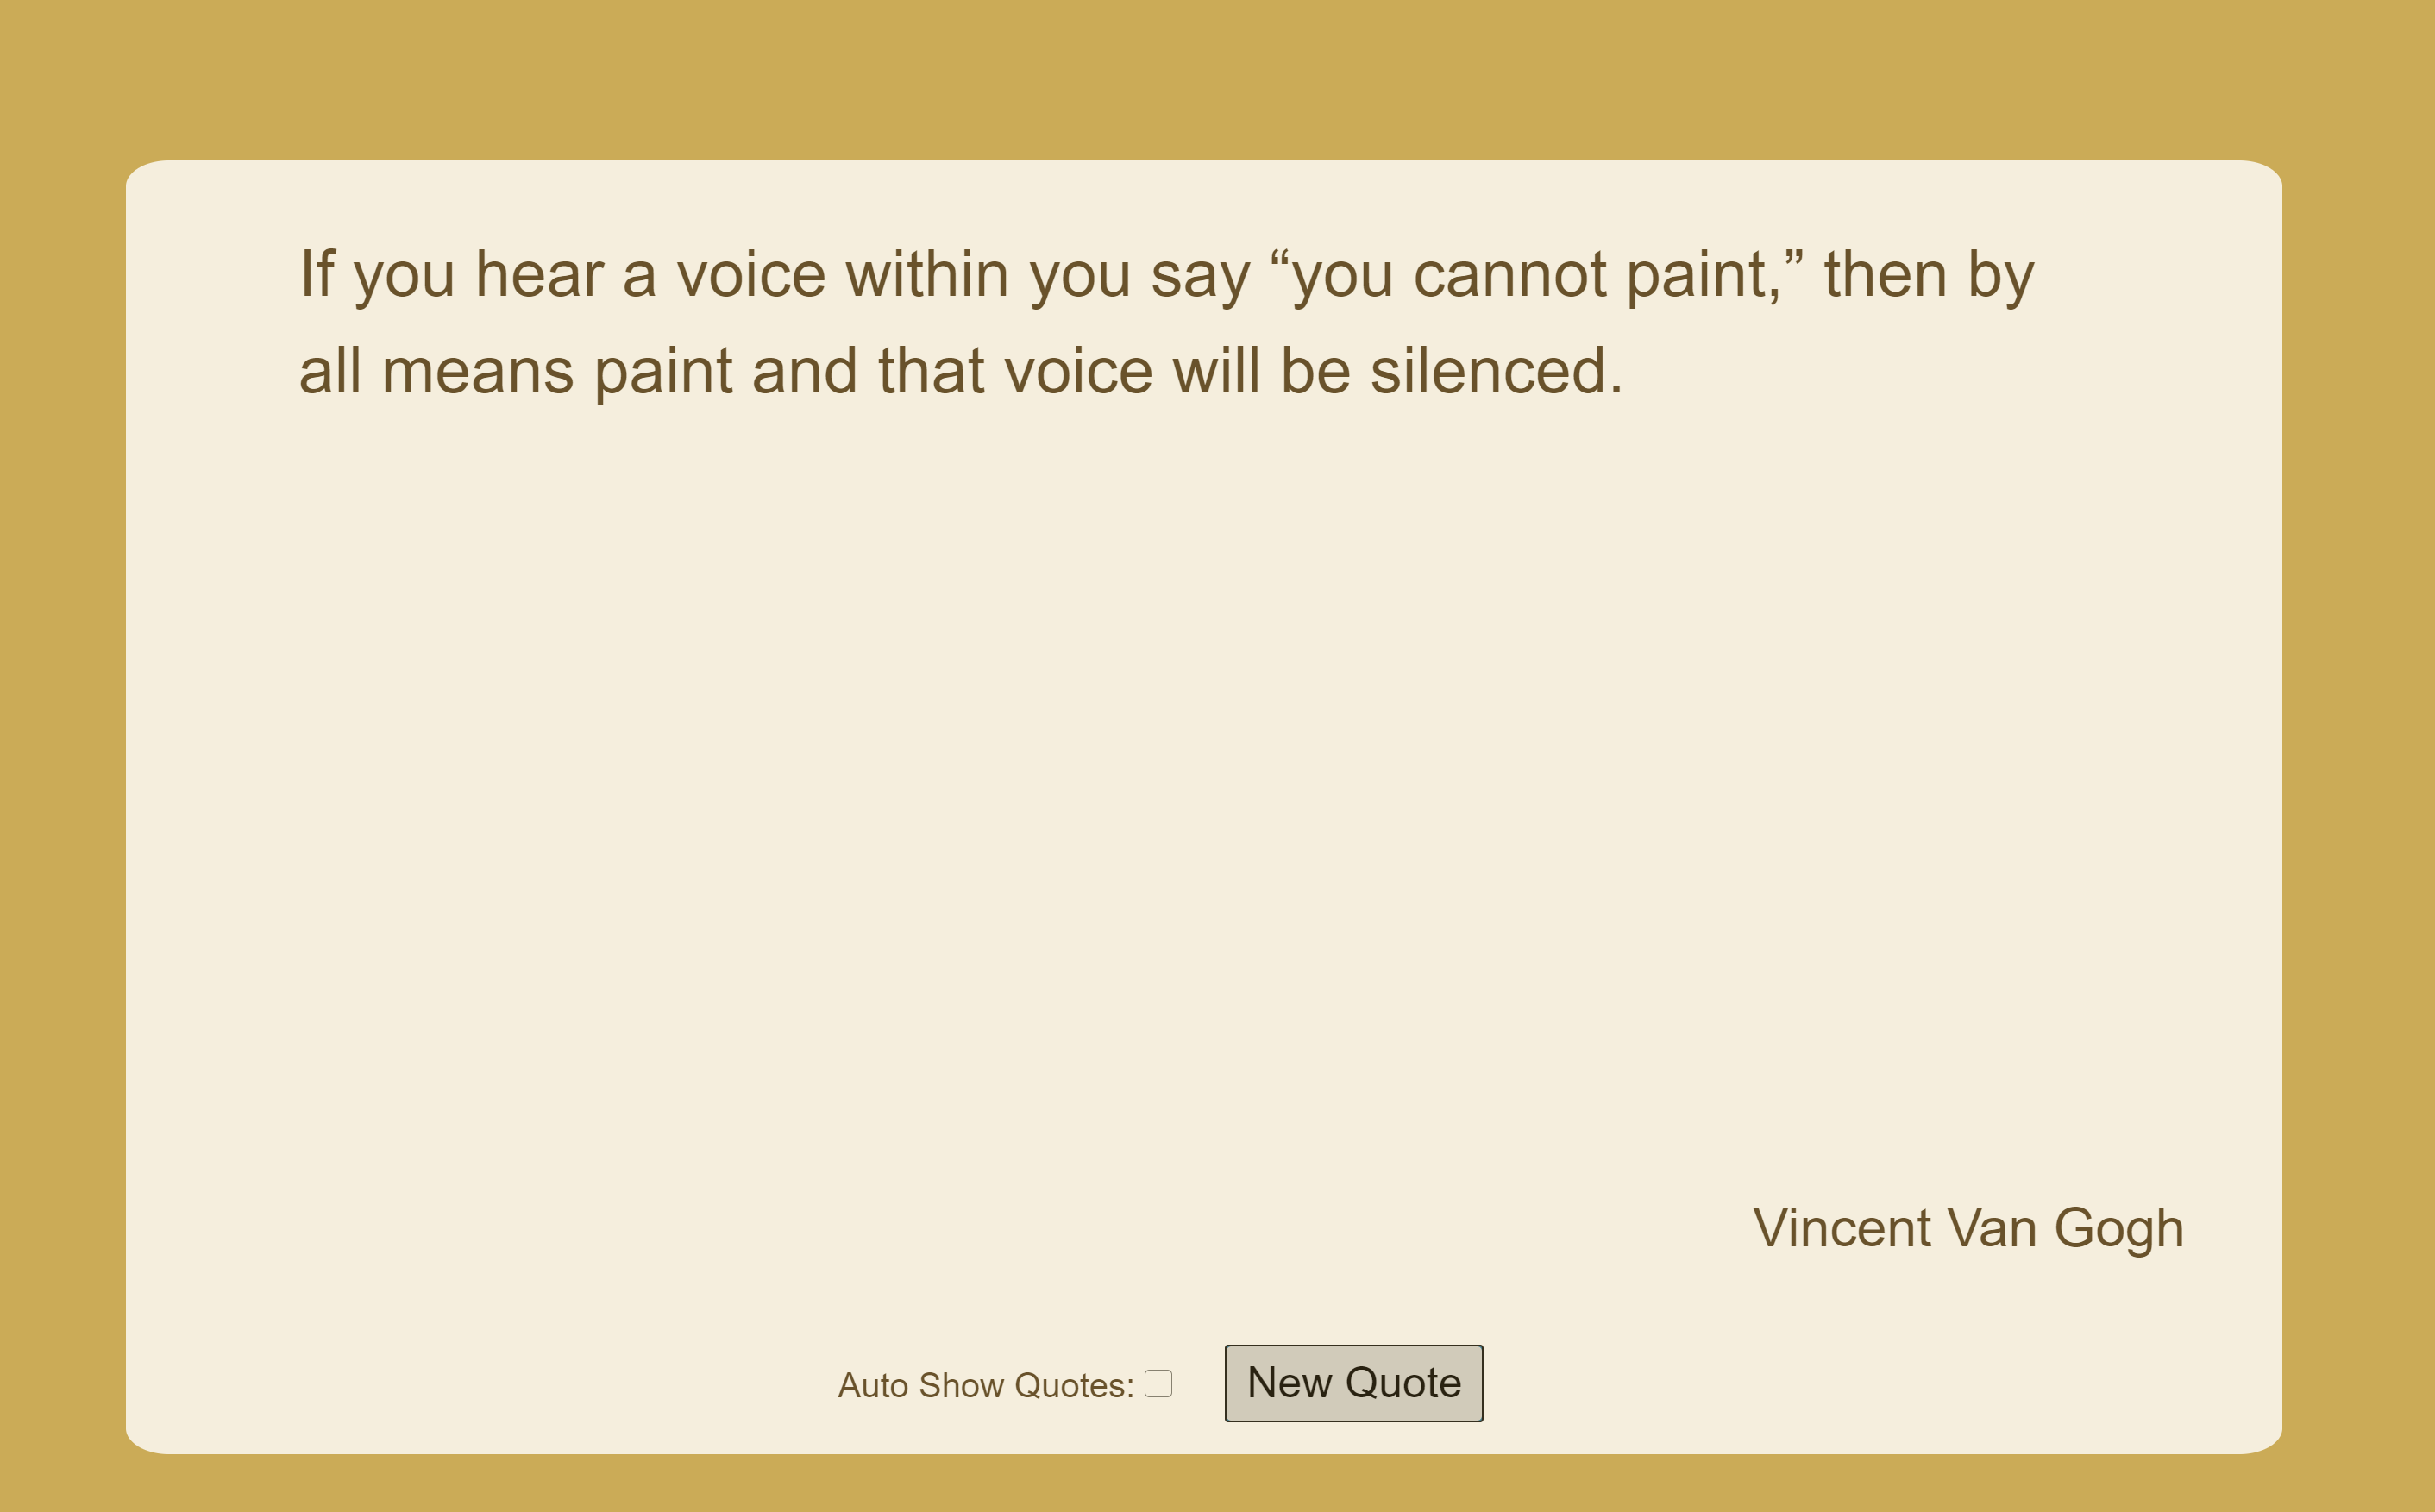 If you hear a voice within you say “you cannot paint,” then by
all means paint and that voice will be silenced.
Vincent Van Gogh
Auto Show Quotes:
New Quote